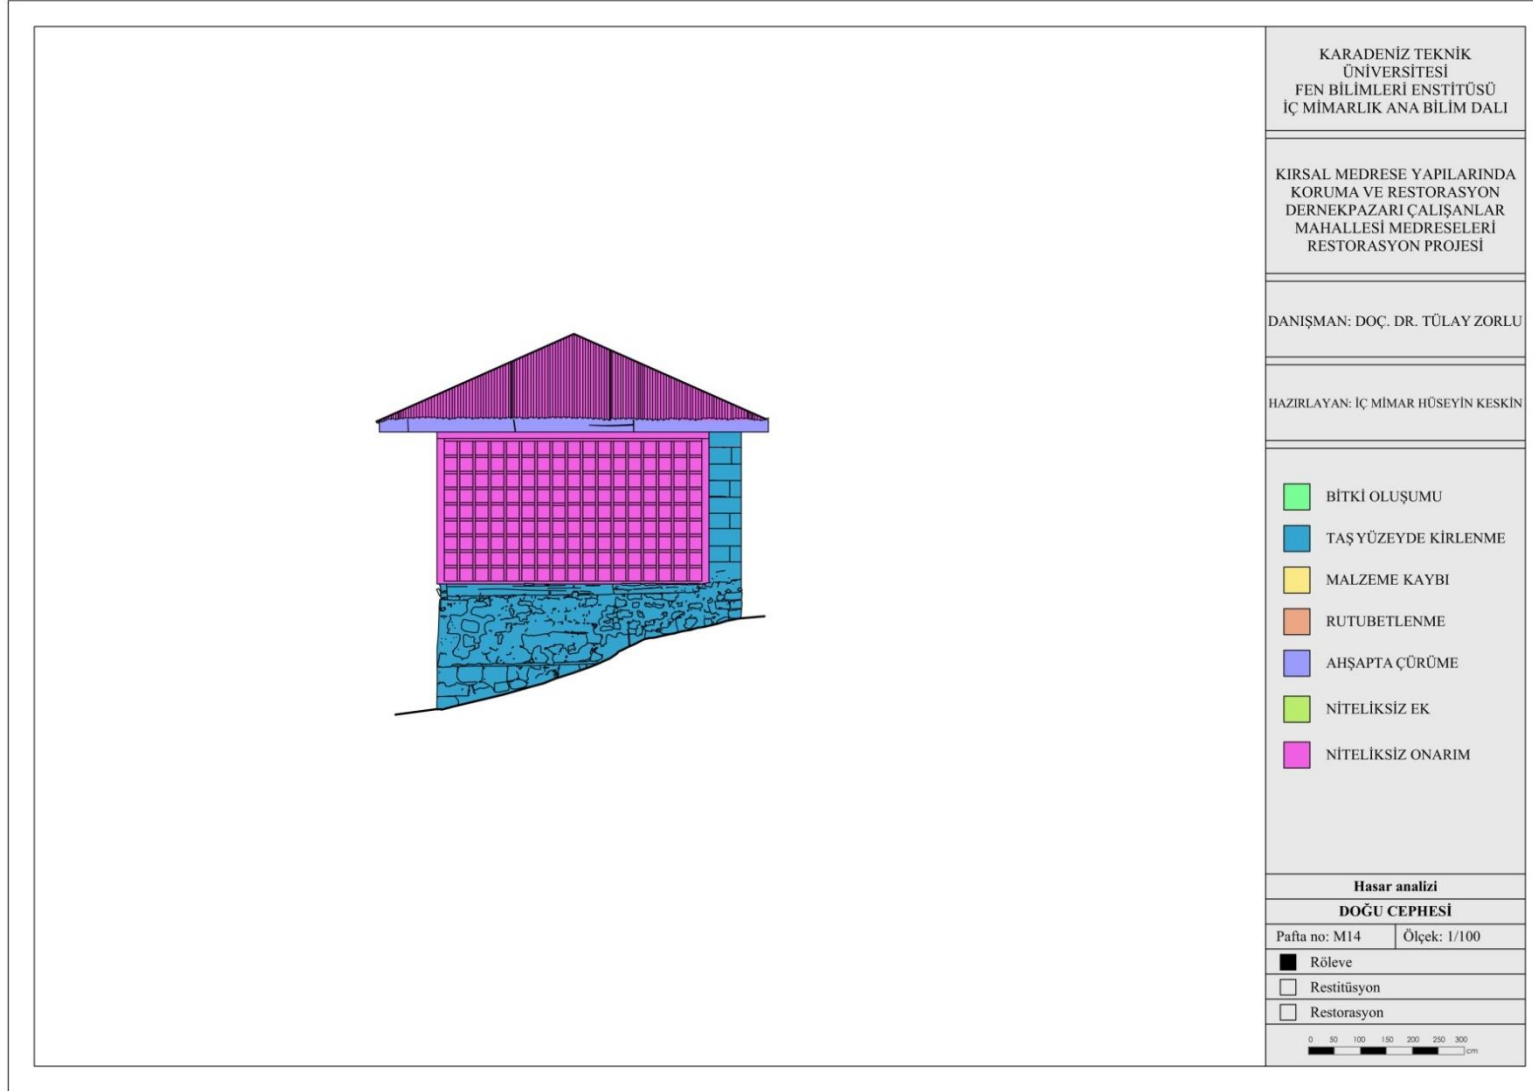 KARADENİZ TEKNİK
ÜNİVERSİTESİ
FEN BİLİMLERİ ENSTİTÜSÜ
İÇ MİMARLIK ANA BİLİM DALI
KIRSAL MEDRESE YAPILARINDA
KORUMA VE RESTORASYON
DERNEKPAZARI ÇALIŞANLAR
MAHALLESİ MEDRESELERİ
RESTORASYON PROJESİ
DANIŞMAN: DOÇ. DR. TÜLAY ZORLU
HAZIRLAYAN: İÇ MİMAR HÜSEYİN KESKİN
BİTKİ OLUŞUMU
TAŞ YÜZEYDE KİRLENME
MALZEME KAYBI
RUTUBETLENME
AHŞAPTA ÇÜRÜME
NİTELİKSİZ EK
NİTELİKSİZ ONARIM
Hasar analizi
DOĞU CEPHESİ
Pafta no: M14 Ölçek: 1/100
Röleve
Restitüsyon
Restorasyon
0 50 100 150 200 250 300
cm